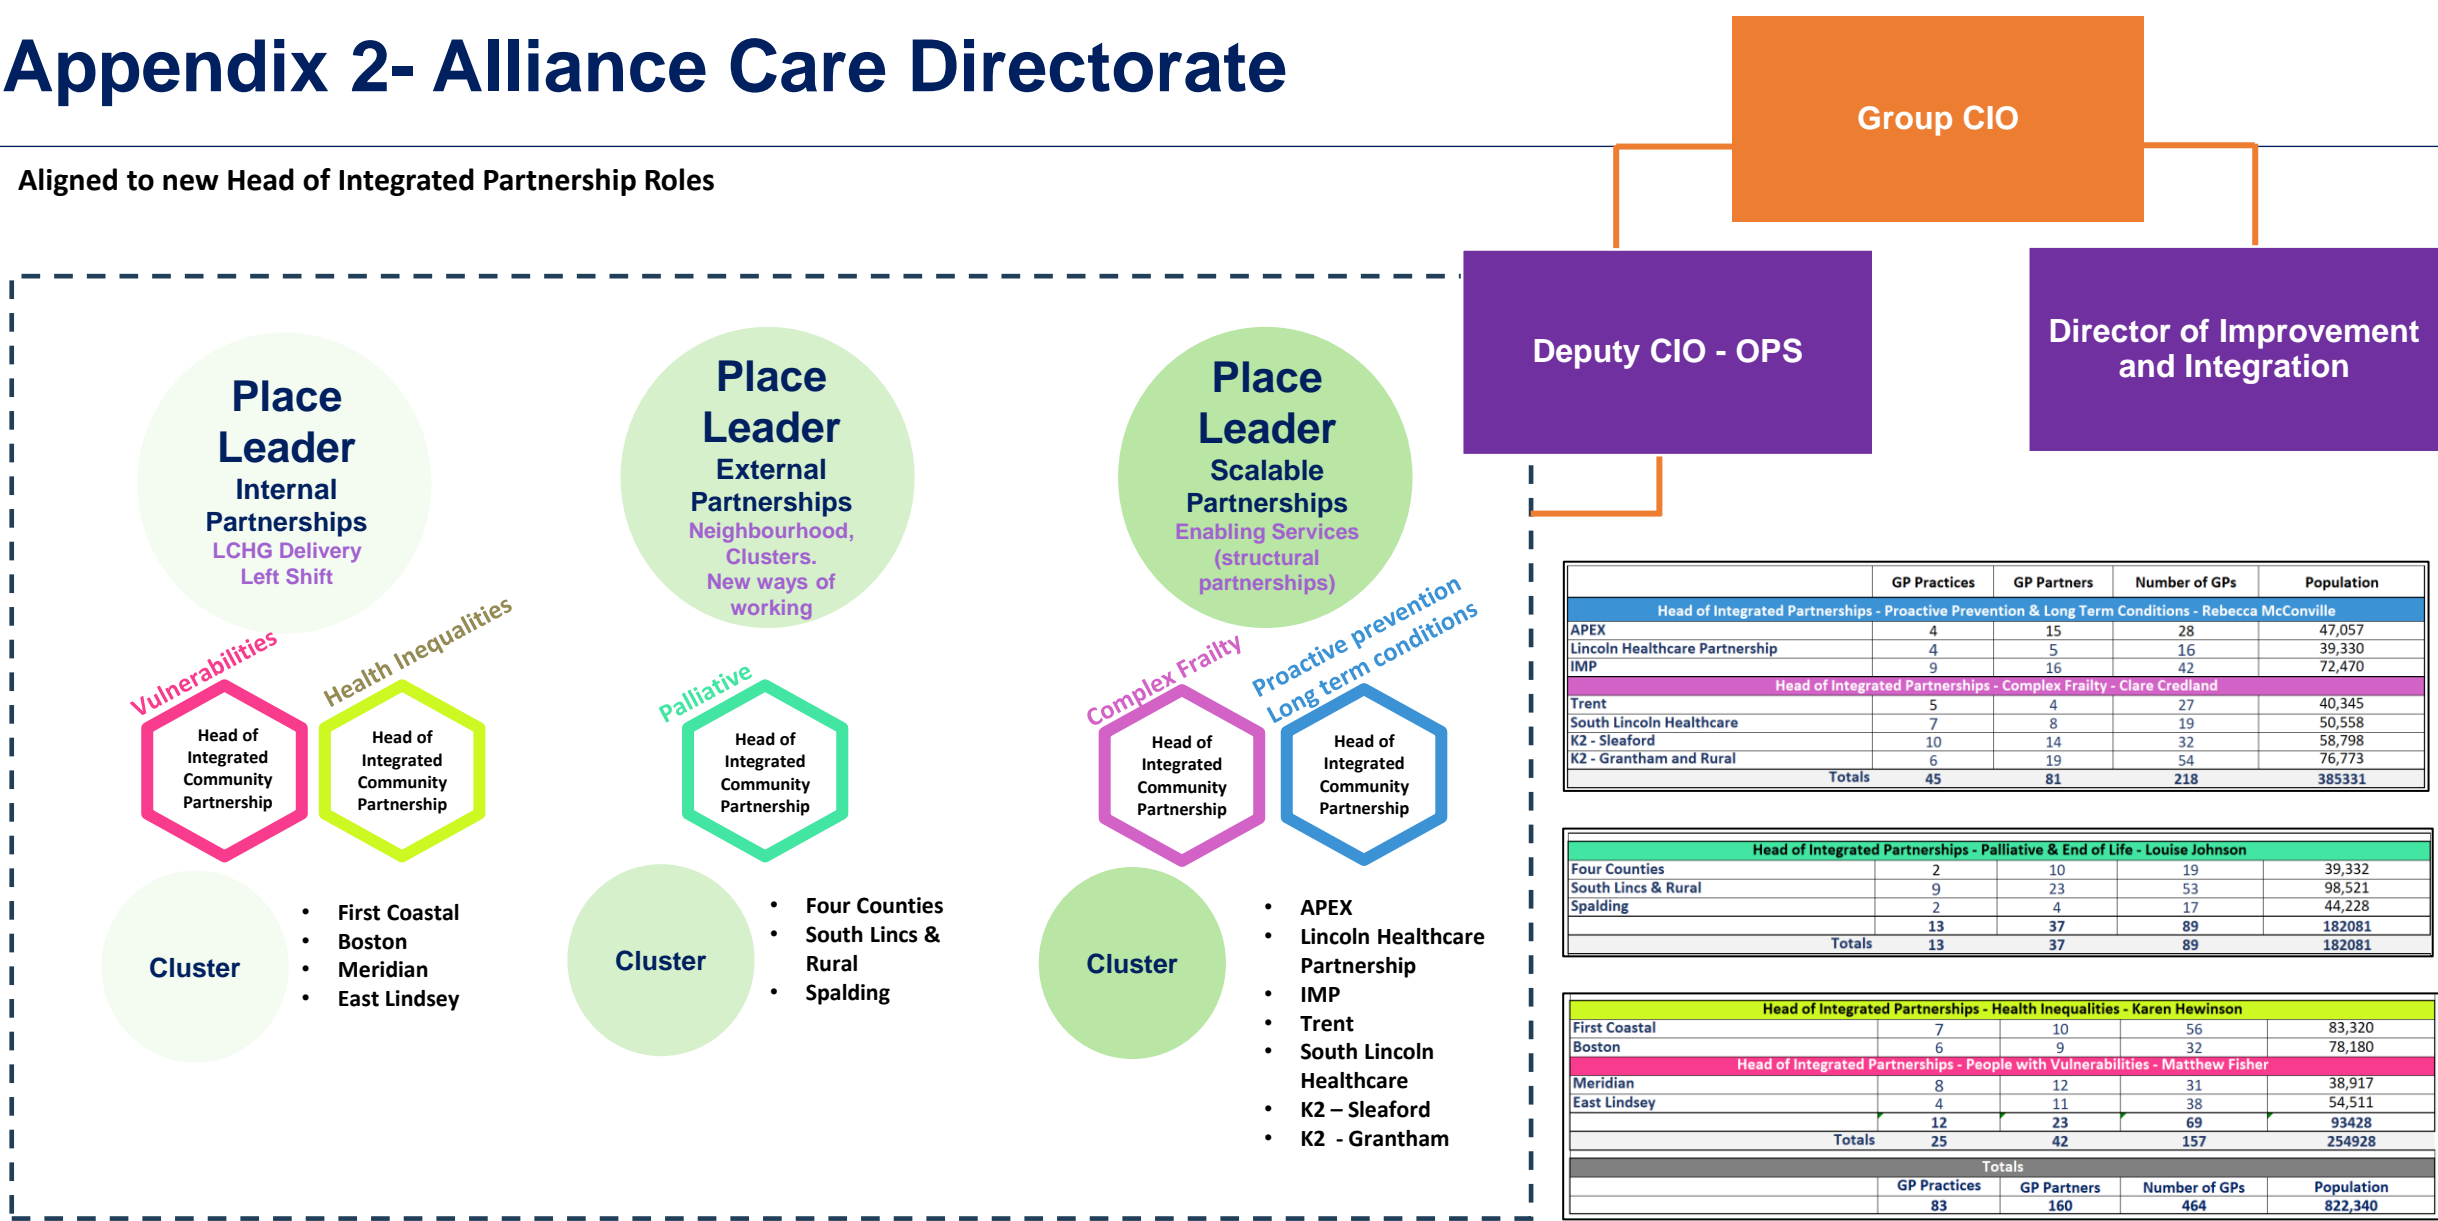 Appendix 2- Alliance Care Directorate
Group CIO
Aligned to new Head of Integrated Partnership Roles
Deputy CIO - OPS
Director of Improvement
and Integration
Place
Leader
Internal
Partnerships
LCHG Delivery
Left Shift
Place
Leader
External
Partnerships
Neighbourhood,
Clusters.
New ways of
working
Place
Leader
Scalable
Partnerships
Enabling Services
(structural
partnerships)
Vulnerabilities
Health Inequalities
Palliative
Complex Frailty
Proactive prevention
Long term conditions
Head of
Integrated
Community
Partnership
Head of
Integrated
Community
Partnership
Head of
Integrated
Community
Partnership
Head of
Integrated
Community
Partnership
Head of
Integrated
Community
Partnership
Cluster
• First Coastal
• Boston
• Meridian
• East Lindsey
Cluster
• Four Counties
• South Lincs &
Rural
• Spalding
Cluster
• APEX
• Lincoln Healthcare
Partnership
• IMP
• Trent
• South Lincoln
Healthcare
• K2 – Sleaford
• K2 - Grantham
GP Practices GP Partners Number of GPs Population
Head of Integrated Partnerships - Proactive Prevention & Long Term Conditions - Rebecca McConville
APEX 4 15 28 47,057
Lincoln Healthcare Partnership 4 5 16 39,330
IMP 9 16 42 72,470
Head of Integrated Partnerships - Complex Frailty - Clare Credland
Trent 5 4 27 40,345
South Lincoln Healthcare 7 8 19 50,558
K2 - Sleaford 10 14 32 58,798
K2 - Grantham and Rural 6 19 54 76,773
Totals 45 81 218 385331
Head of Integrated Partnerships - Palliative & End of Life - Louise Johnson
Four Counties 2 10 19 39,332
South Lincs & Rural 9 23 53 98,521
Spalding 2 4 17 44,228
13 37 89 182081
Totals 13 37 89 182081
Head of Integrated Partnerships - Health Inequalities - Karen Hewinson
First Coastal 7 10 56 83,320
Boston 6 9 32 78,180
Head of Integrated Partnerships - People with Vulnerabilities - Matthew Fisher
Meridian 8 12 31 38,917
East Lindsey 4 11 38 54,511
12 23 69 93428
Totals 25 42 157 254928
Totals
GP Practices GP Partners Number of GPs Population
83 160 464 822,340